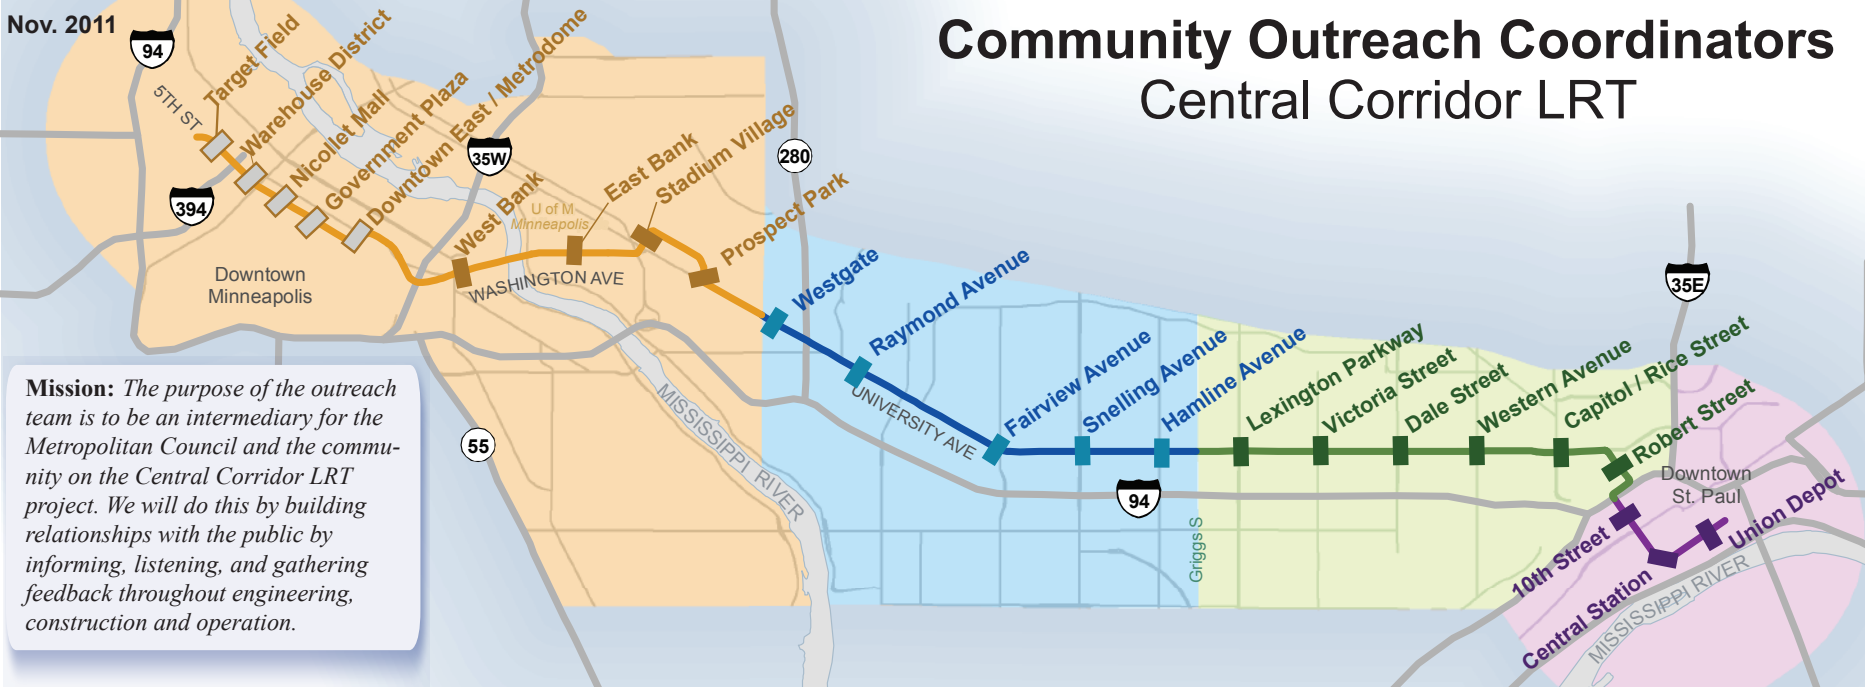 Nov. 2011
Community Outreach Coordinators
Central Corridor LRT
94
5TH ST
Target Field
Warehouse District
Nicollet Mall
Government Plaza
Downtown East / Metrodome
35W
394
West Bank
U of M
Minneapolis
East Bank
Stadium Village
280
Prospect Park
WASHINGTON AVE
Downtown
Minneapolis
Westgate
Raymond Avenue
Fairview Avenue
Snelling Avenue
Hamline Avenue
UNIVERSITY AVE
Lexington Parkway
Victoria Street
Dale Street
Western Avenue
Capitol / Rice Street
35E
Robert Street
Downtown
St. Paul
Union Depot
10th Street
Central Station
MISSISSIPPI RIVER
94
Griggs S
MISSISSIPPI RIVER
55
Mission: The purpose of the outreach
team is to be an intermediary for the
Metropolitan Council and the commu-
nity on the Central Corridor LRT
project. We will do this by building
relationships with the public by
informing, listening, and gathering
feedback throughout engineering,
construction and operation.